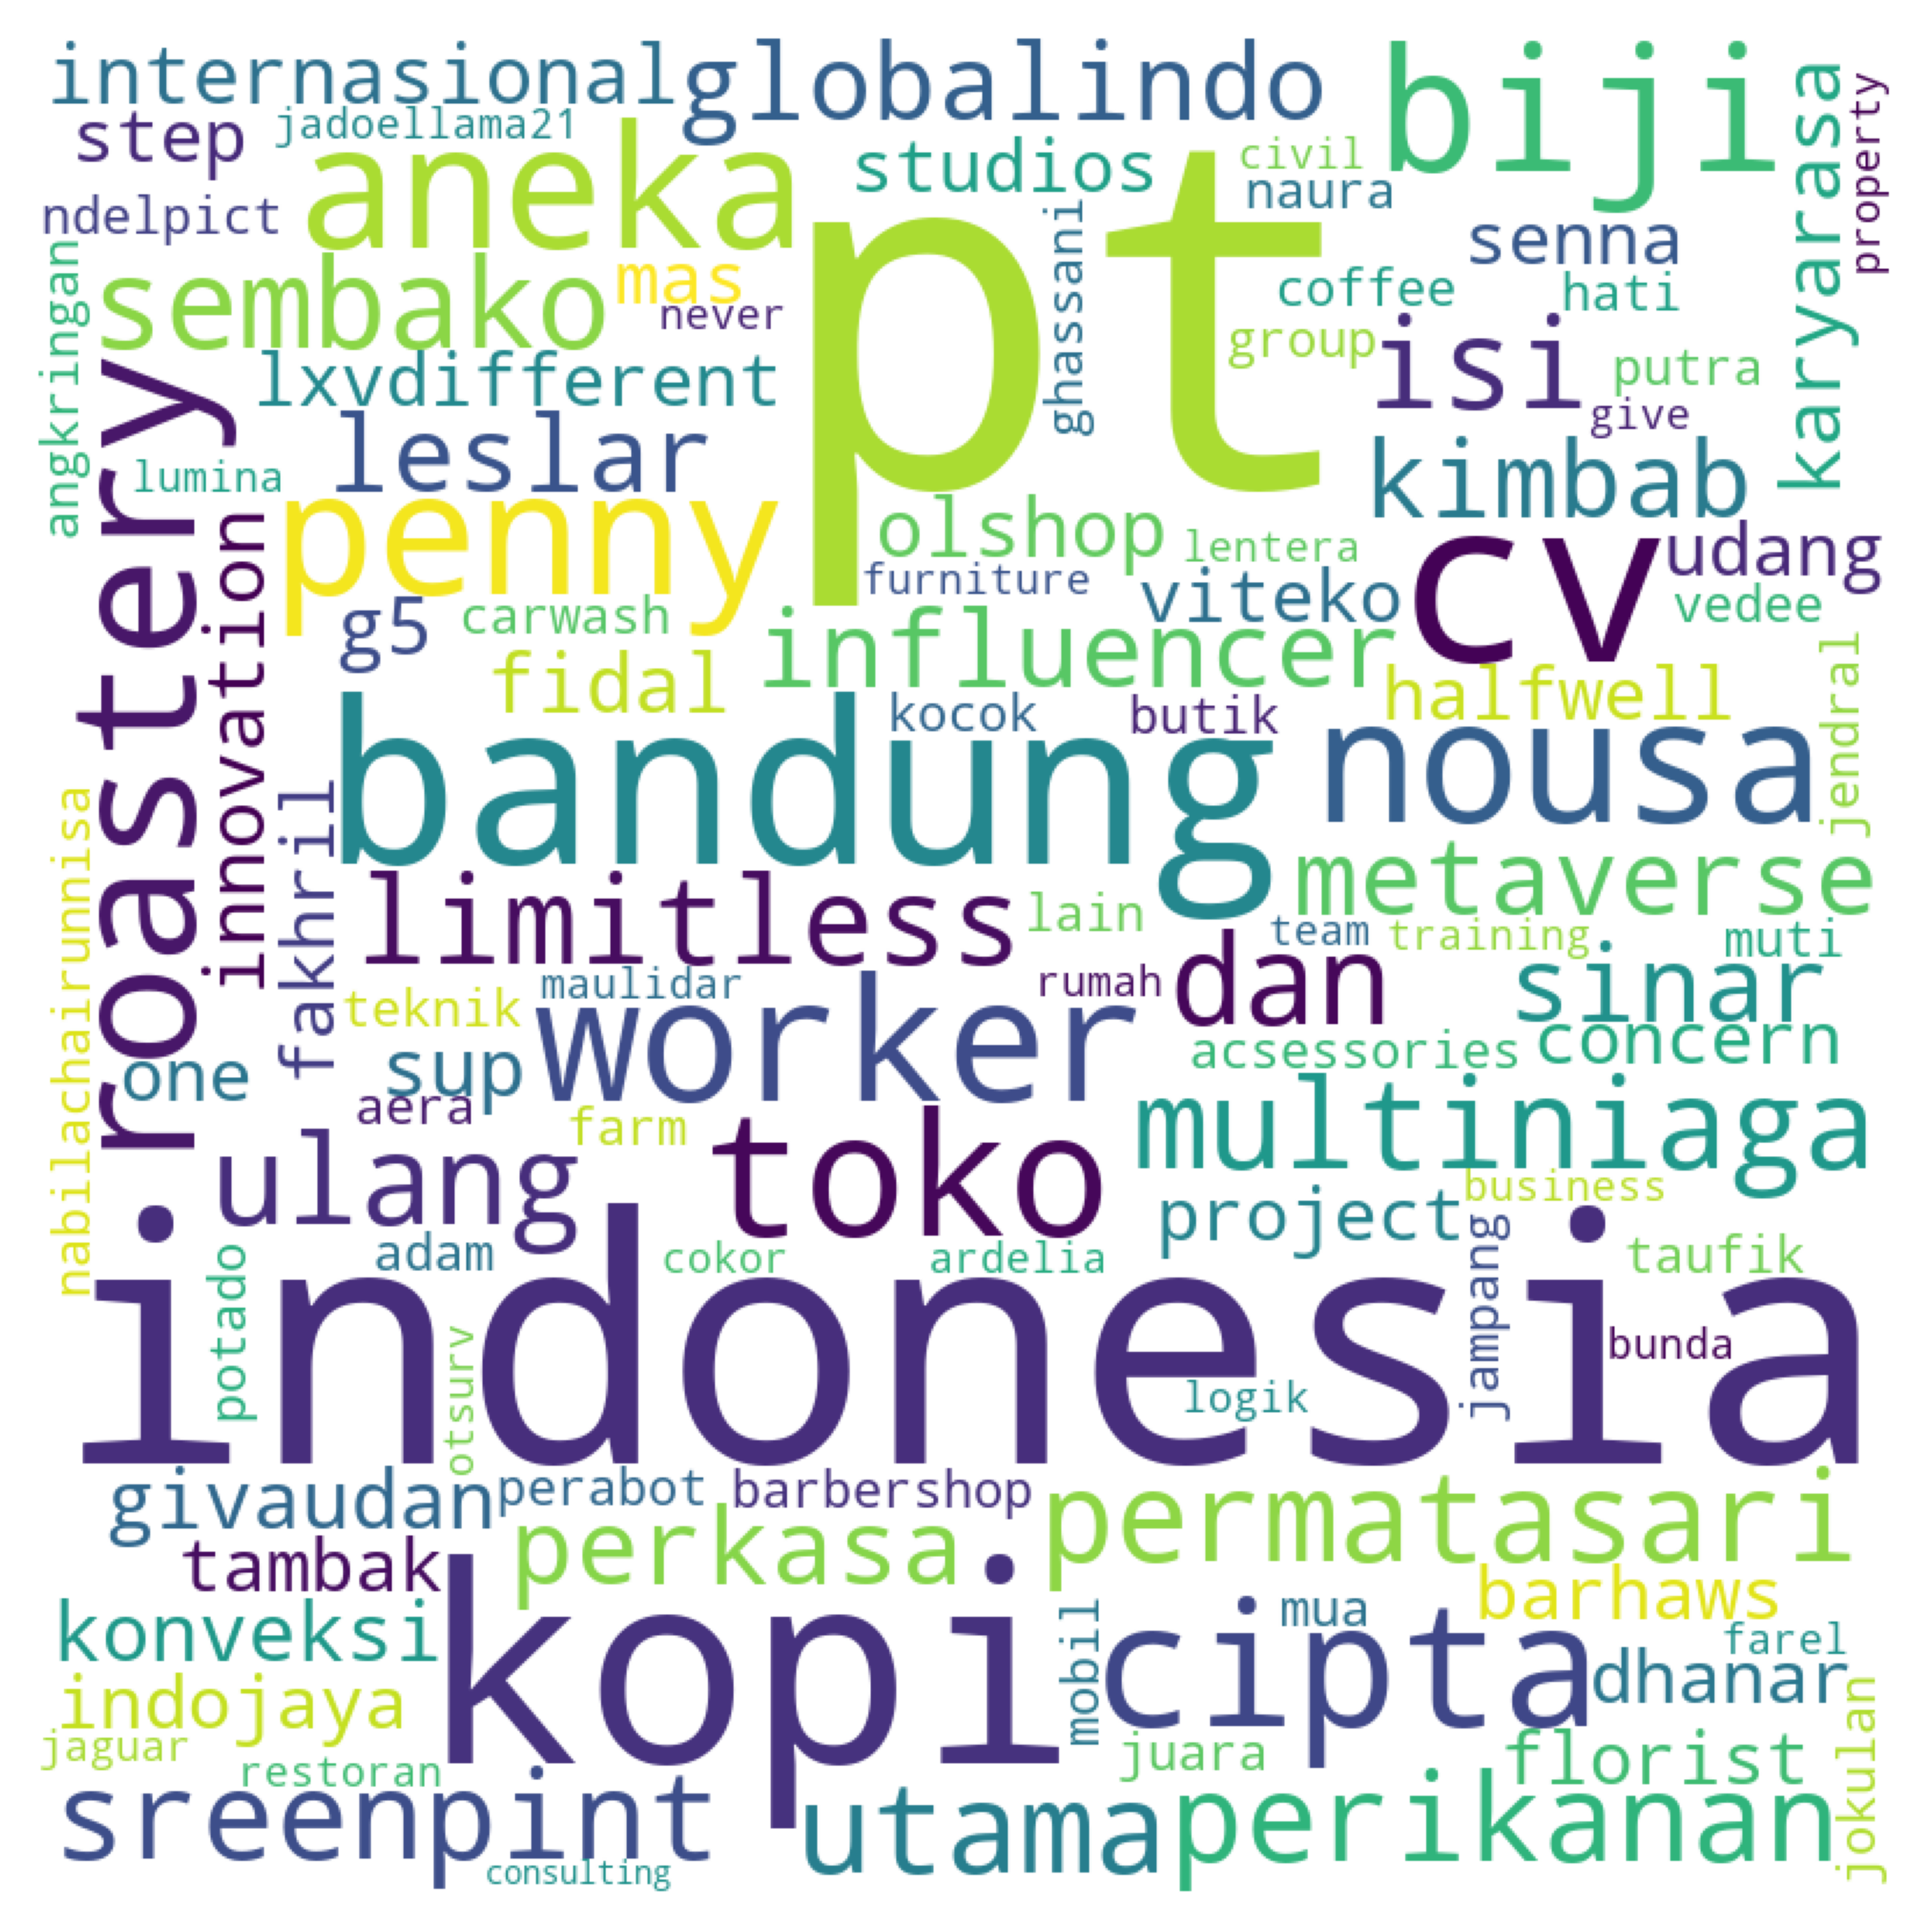 internasional
globalindo
biji
step
jadoellama21
aneka
studios
civil
naura
karyarasa
property
ndelpict
pt
ghassani
senna
sembako
mas
never
coffee
hati
angkringan
roastery
lxvdifferent
group
isi
putra
give
leslar
lumina
kimbab
penny
olshop
lentera
cv
udang
innovation
furniture
viteko
vedee
g5
carwash
influencer
fidal
halfwell
jendral
bandung
kocok
butik
nousa
fakhril
nabilachairunnisa
limitless
lain
metaverse
team
training
muti
dan
sinar
teknik
maulidar
rumah
worker
one
sup
acsessories
concern
aera
farm
toko
multiniaga
ulang
project
business
adam
cokor
ardelia
jampang
taufik
potado
indonesia
otsurv
logik
bunda
givaudan
perabot
barbershop
permatasari
perkasa
tambak
kopi
konveksi
mobil
cipta
mua
barhaws
farel
dhanar
indojaya
jaguar
restoran
juara
florist
jokulan
sreenpint
utama
perikanan
consulting